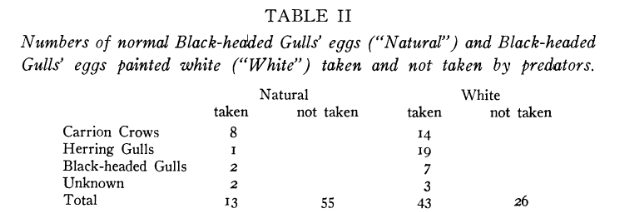 TABLE II
Numbers of normal Black-headed Gulls' eggs ("Natural") and Black-headed
Gulls' eggs painted white ("White") taken and not taken by predators.
Natural White
taken not taken taken not taken
Carrion Crows 8 14
Herring Gulls 1 19
Black-headed Gulls 2 7
Unknown 2 3
Total 13 55 43 26